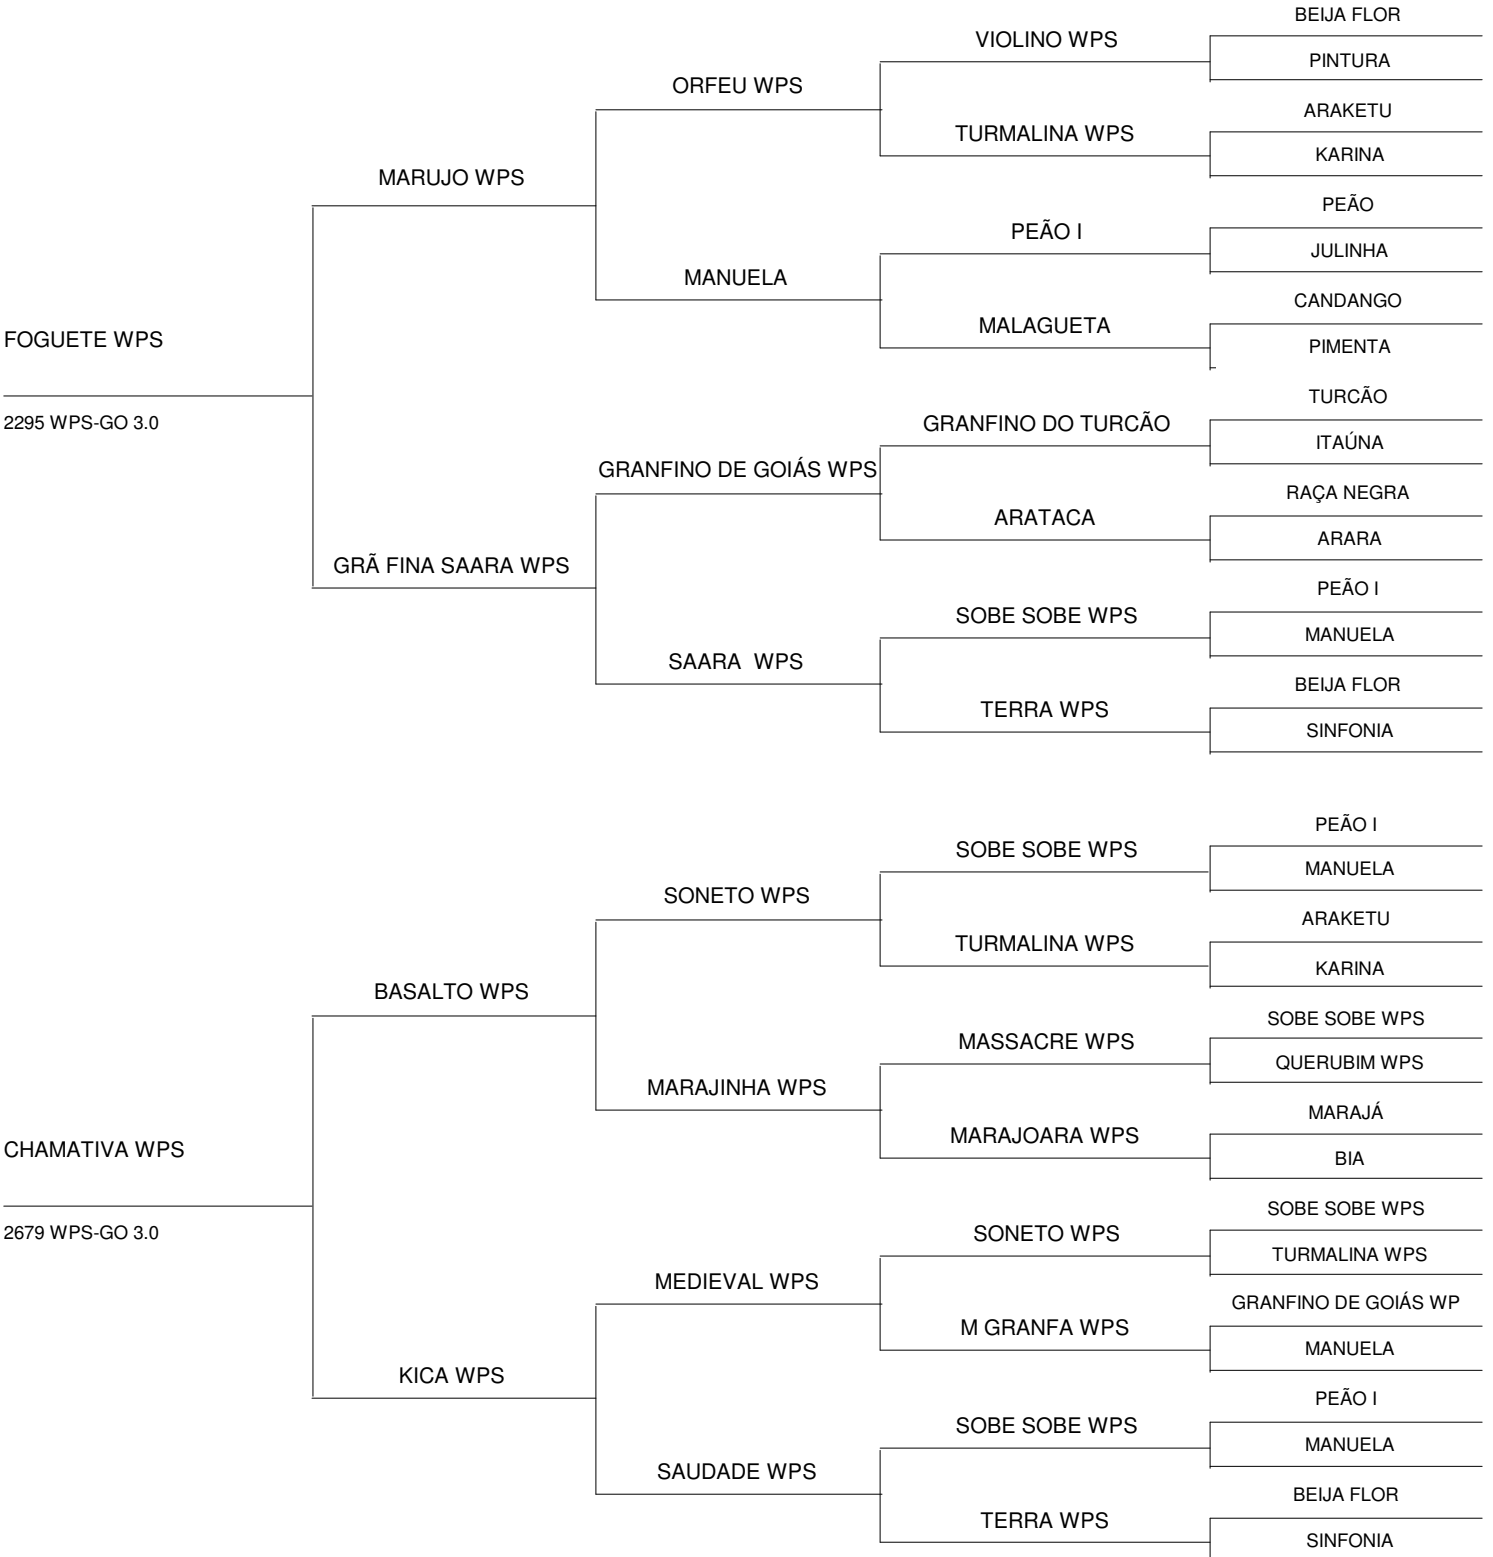 BEIJA FLOR
VIOLINO WPS
PINTURA
ORFEU WPS
ARAKETU
TURMALINA WPS
KARINA
MARUJO WPS
PEÃO
PEÃO I
JULINHA
MANUELA
CANDANGO
MALAGUETA
PIMENTA
FOGUETE WPS
2295 WPS-GO 3.0
TURCÃO
GRANFINO DO TURCÃO
ITAÚNA
GRANFINO DE GOIÁS WPS
RAÇA NEGRA
ARATACA
ARARA
GRÃ FINA SAARA WPS
PEÃO I
SOBE SOBE WPS
MANUELA
SAARA  WPS
BEIJA FLOR
TERRA WPS
SINFONIA
PEÃO I
SOBE SOBE WPS
MANUELA
SONETO WPS
ARAKETU
TURMALINA WPS
KARINA
BASALTO WPS
SOBE SOBE WPS
MASSACRE WPS
QUERUBIM WPS
MARAJINHA WPS
MARAJÁ
MARAJOARA WPS
BIA
CHAMATIVA WPS
2679 WPS-GO 3.0
SOBE SOBE WPS
SONETO WPS
TURMALINA WPS
MEDIEVAL WPS
GRANFINO DE GOIÁS WP
M GRANFA WPS
MANUELA
KICA WPS
PEÃO I
SOBE SOBE WPS
MANUELA
SAUDADE WPS
BEIJA FLOR
TERRA WPS
SINFONIA